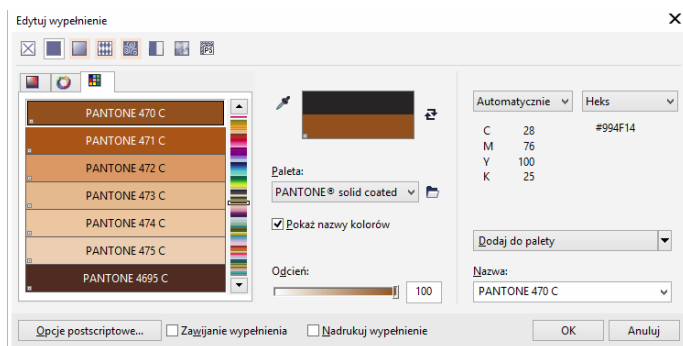 Edytuj wypełnienie
PS
PANTONE 470 C
PANTONE 471 C
PANTONE 472 C
PANTONE 473 C
PANTONE 474 C
PANTONE 475 C
PANTONE 4695 C
Paleta:
PANTONE® solid coated
Pokaż nazwy kolorów
Odcień:
100
Automatycznie
Heks
C 28
#994F14
M 76
Y 100
K 25
Dodaj do palety
Nazwa:
PANTONE 470 C
Opcje postscriptowe...
Zawijanie wypełnienia
Nadrukuj wypełnienie
OK
Anuluj